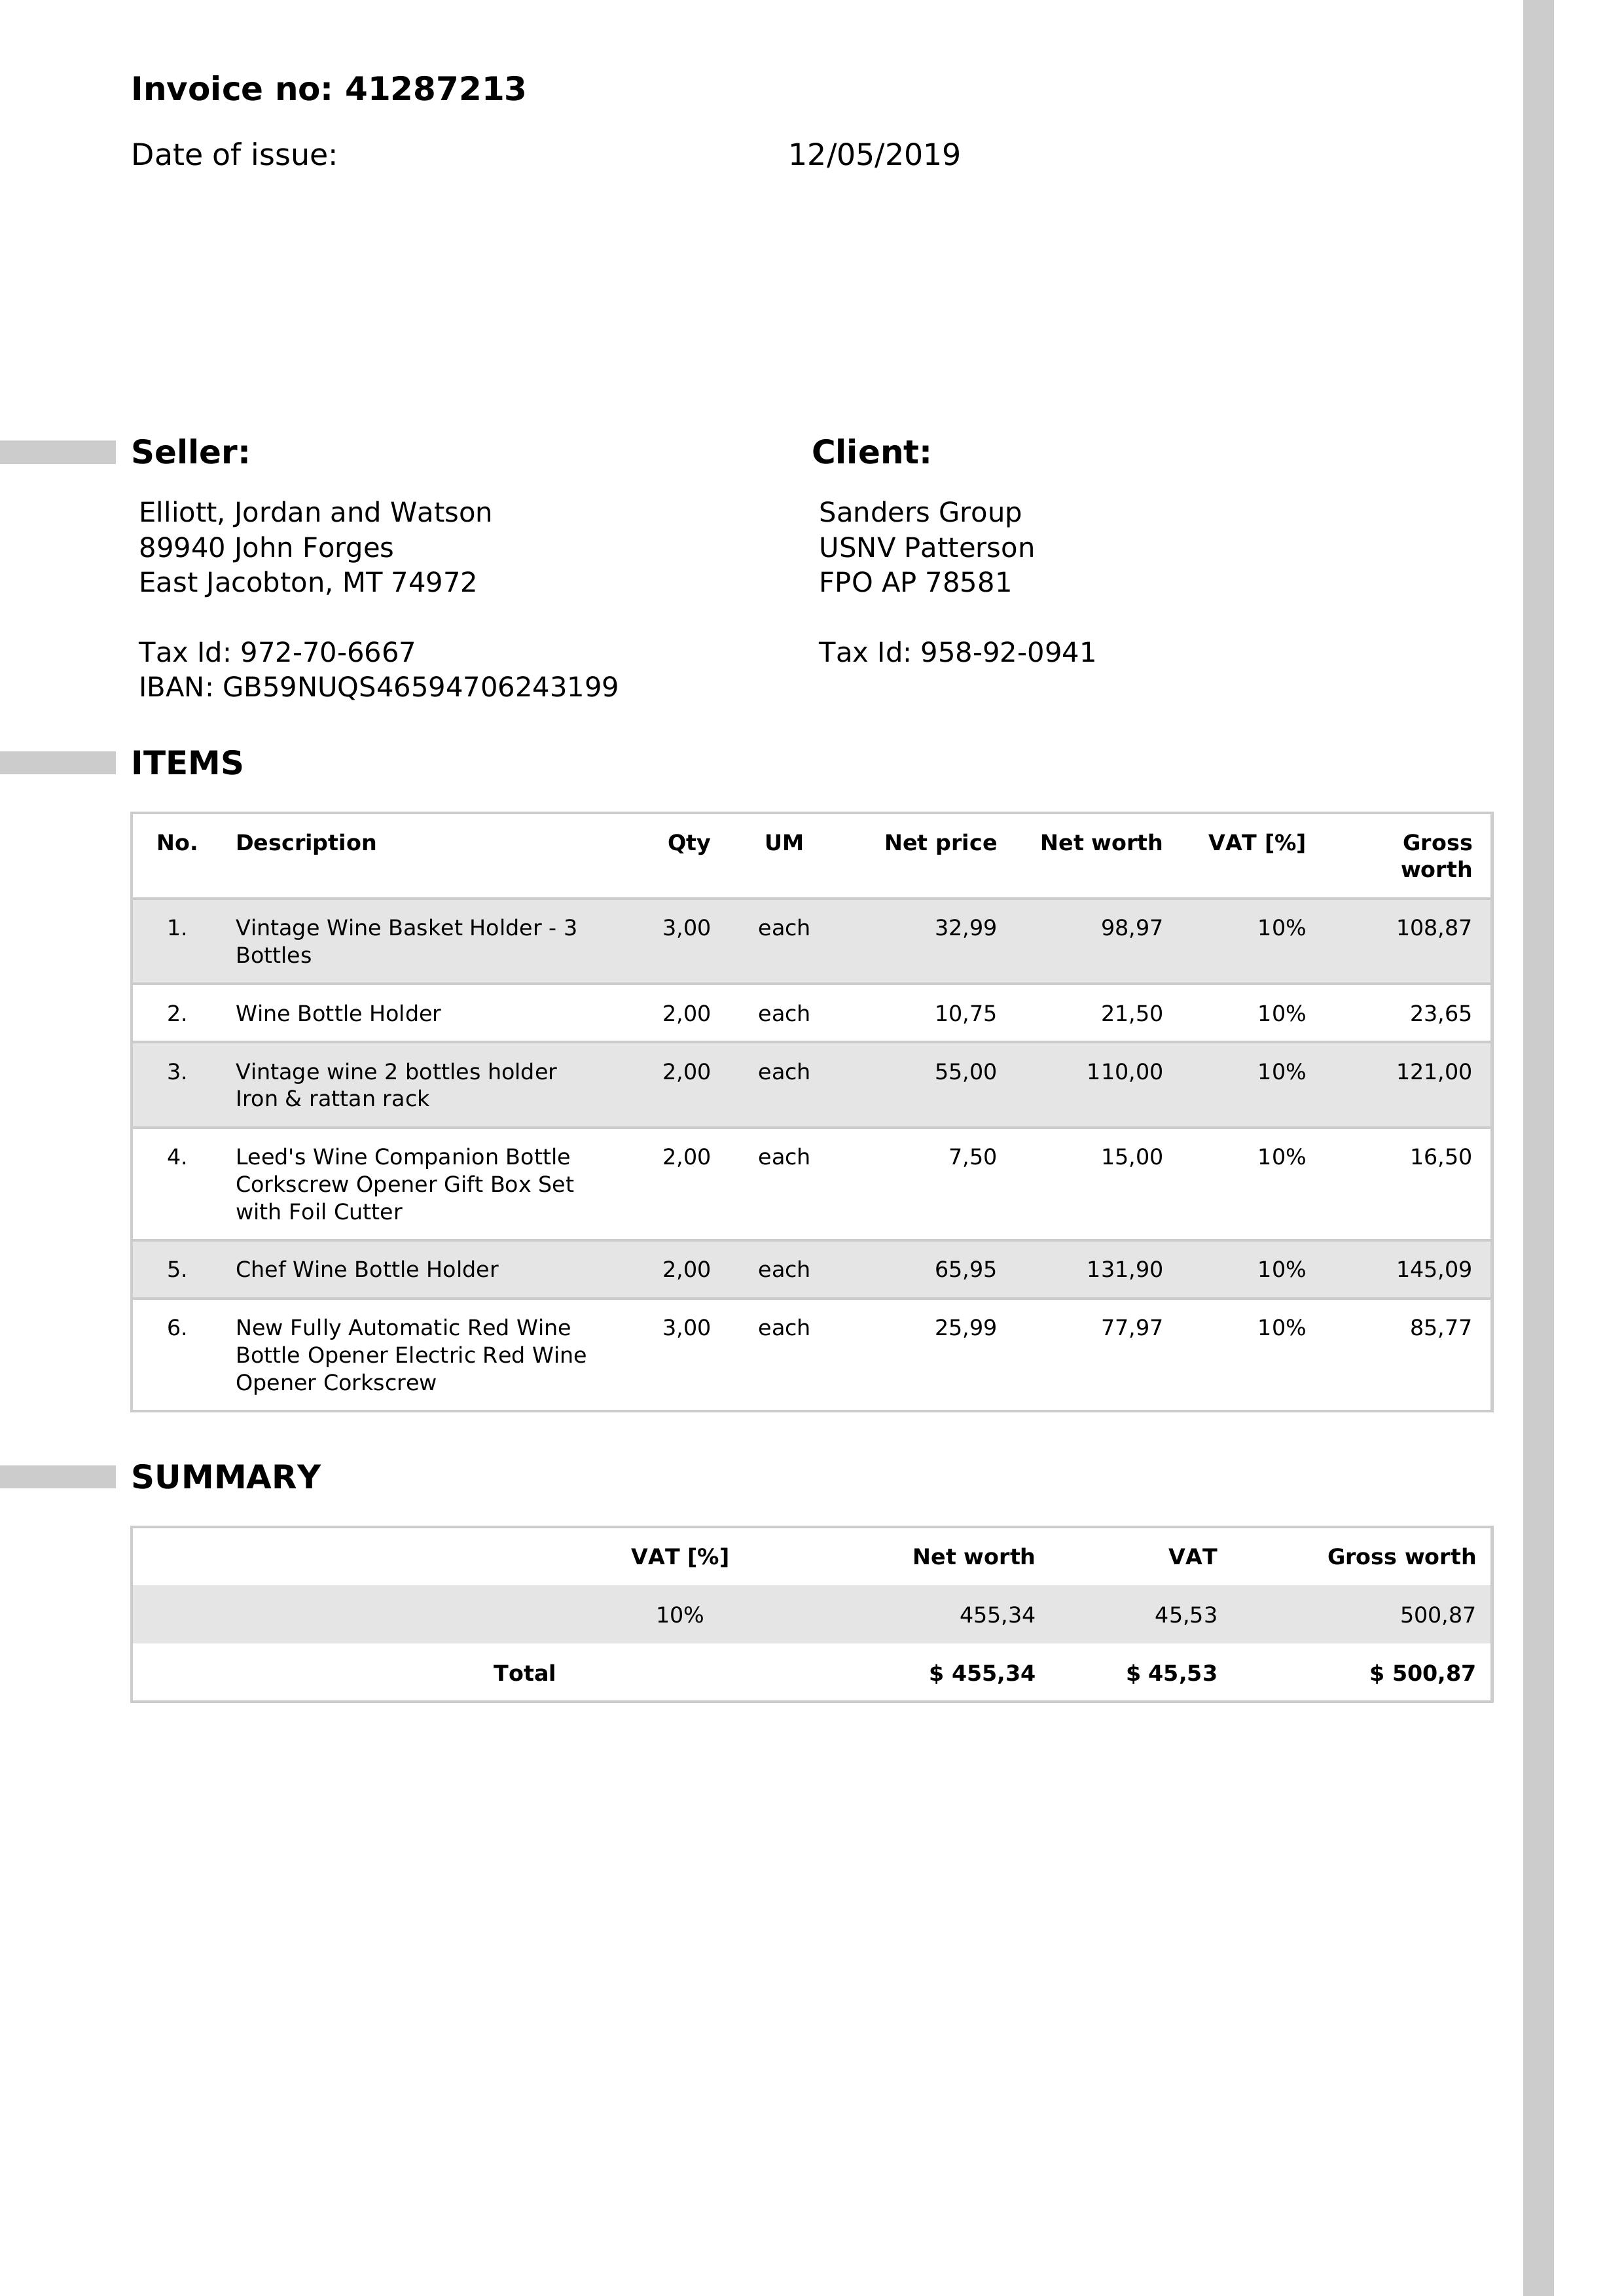 Invoice no: 41287213
Date of issue: 12/05/2019
Seller:
Elliott, Jordan and Watson
89940 John Forges
East Jacobton, MT 74972
Tax Id: 972-70-6667
IBAN: GB59NUQS46594706243199
Client:
Sanders Group
USNV Patterson
FPO AP 78581
Tax Id: 958-92-0941
ITEMS
No. Description Qty UM Net price Net worth VAT [%] Gross
worth
1. Vintage Wine Basket Holder - 3 3,00 each 32,99 98,97 10% 108,87
Bottles
2. Wine Bottle Holder 2,00 each 10,75 21,50 10% 23,65
3. Vintage wine 2 bottles holder 2,00 each 55,00 110,00 10% 121,00
Iron & rattan rack
4. Leed's Wine Companion Bottle 2,00 each 7,50 15,00 10% 16,50
Corkscrew Opener Gift Box Set
with Foil Cutter
5. Chef Wine Bottle Holder 2,00 each 65,95 131,90 10% 145,09
6. New Fully Automatic Red Wine 3,00 each 25,99 77,97 10% 85,77
Bottle Opener Electric Red Wine
Opener Corkscrew
SUMMARY
VAT [%] Net worth VAT Gross worth
10% 455,34 45,53 500,87
Total $ 455,34 $ 45,53 $ 500,87